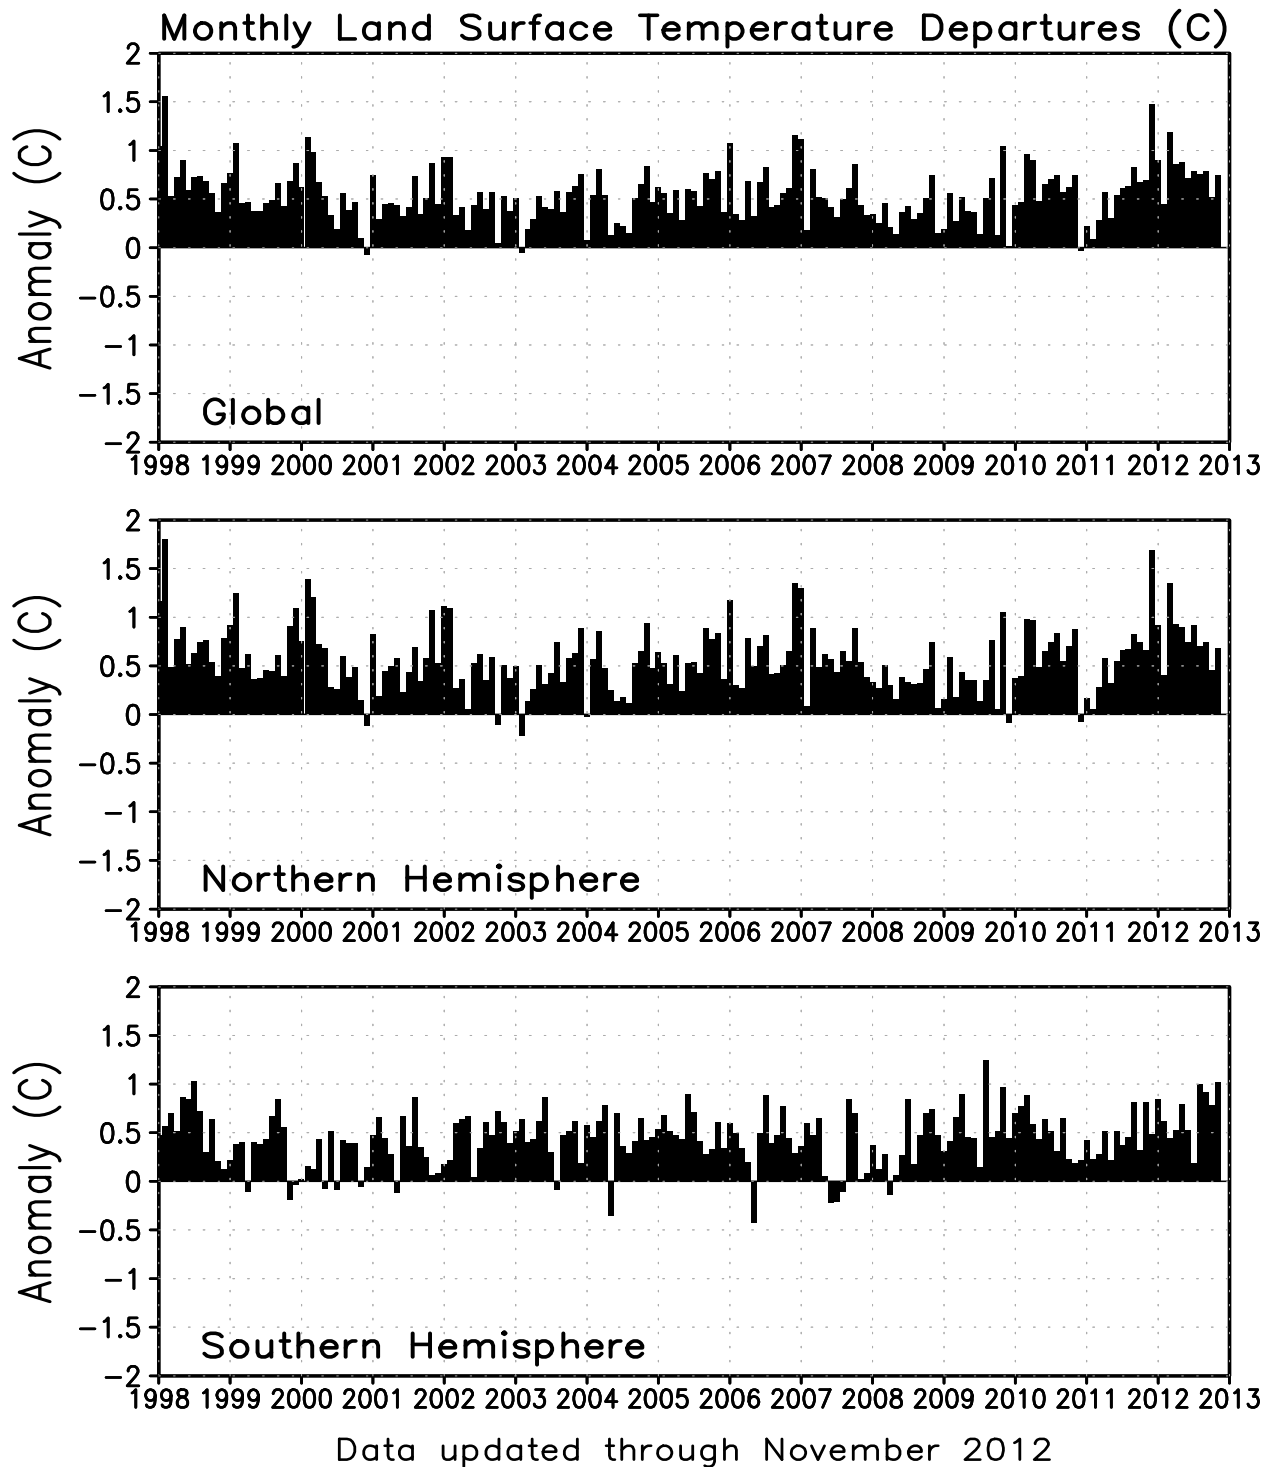 Monthly Land Surface Temperature Departures (C)
2
1.5
1
0.5
0
−0.5
−1
−1.5
−2
Anomaly (C)
Global
1998 1999 2000 2001 2002 2003 2004 2005 2006 2007 2008 2009 2010 2011 2012 2013
2
1.5
1
0.5
0
−0.5
−1
−1.5
−2
Anomaly (C)
Northern Hemisphere
1998 1999 2000 2001 2002 2003 2004 2005 2006 2007 2008 2009 2010 2011 2012 2013
2
1.5
1
0.5
0
−0.5
−1
−1.5
−2
Anomaly (C)
Southern Hemisphere
1998 1999 2000 2001 2002 2003 2004 2005 2006 2007 2008 2009 2010 2011 2012 2013
Data updated through November 2012